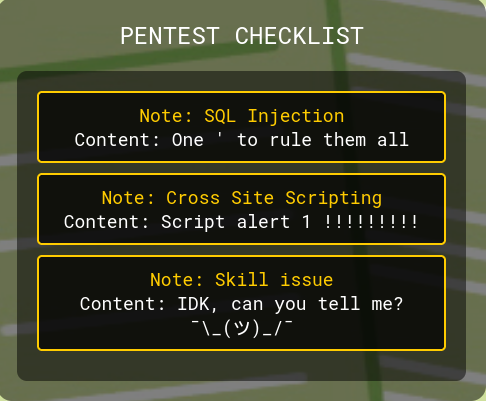 PENTEST CHECKLIST
Note: SQL Injection
Content: One ' to rule them all
Note: Cross Site Scripting
Content: Script alert 1 !!!!!!!!!
Note: Skill issue
Content: IDK, can you tell me?
¯\_(ツ)_/¯